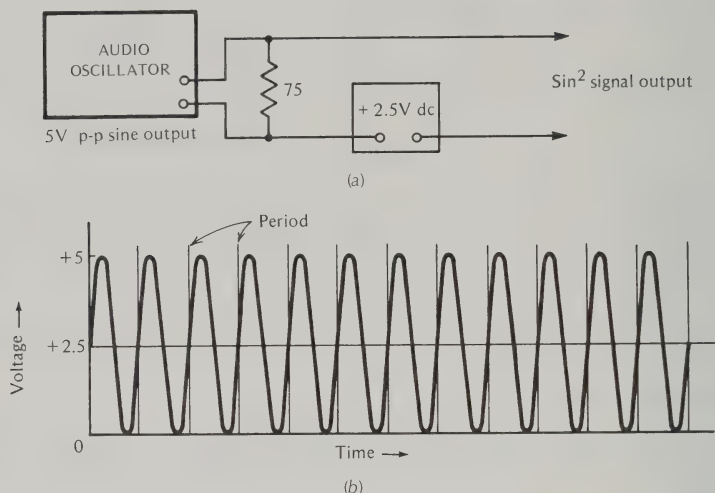 AUDIO
OSCILLATOR
75
+ 2.5V dc
Sin² signal output
5V p-p sine output
(a)
Period
+5
Voltage →
+2.5
0
Time →
(b)